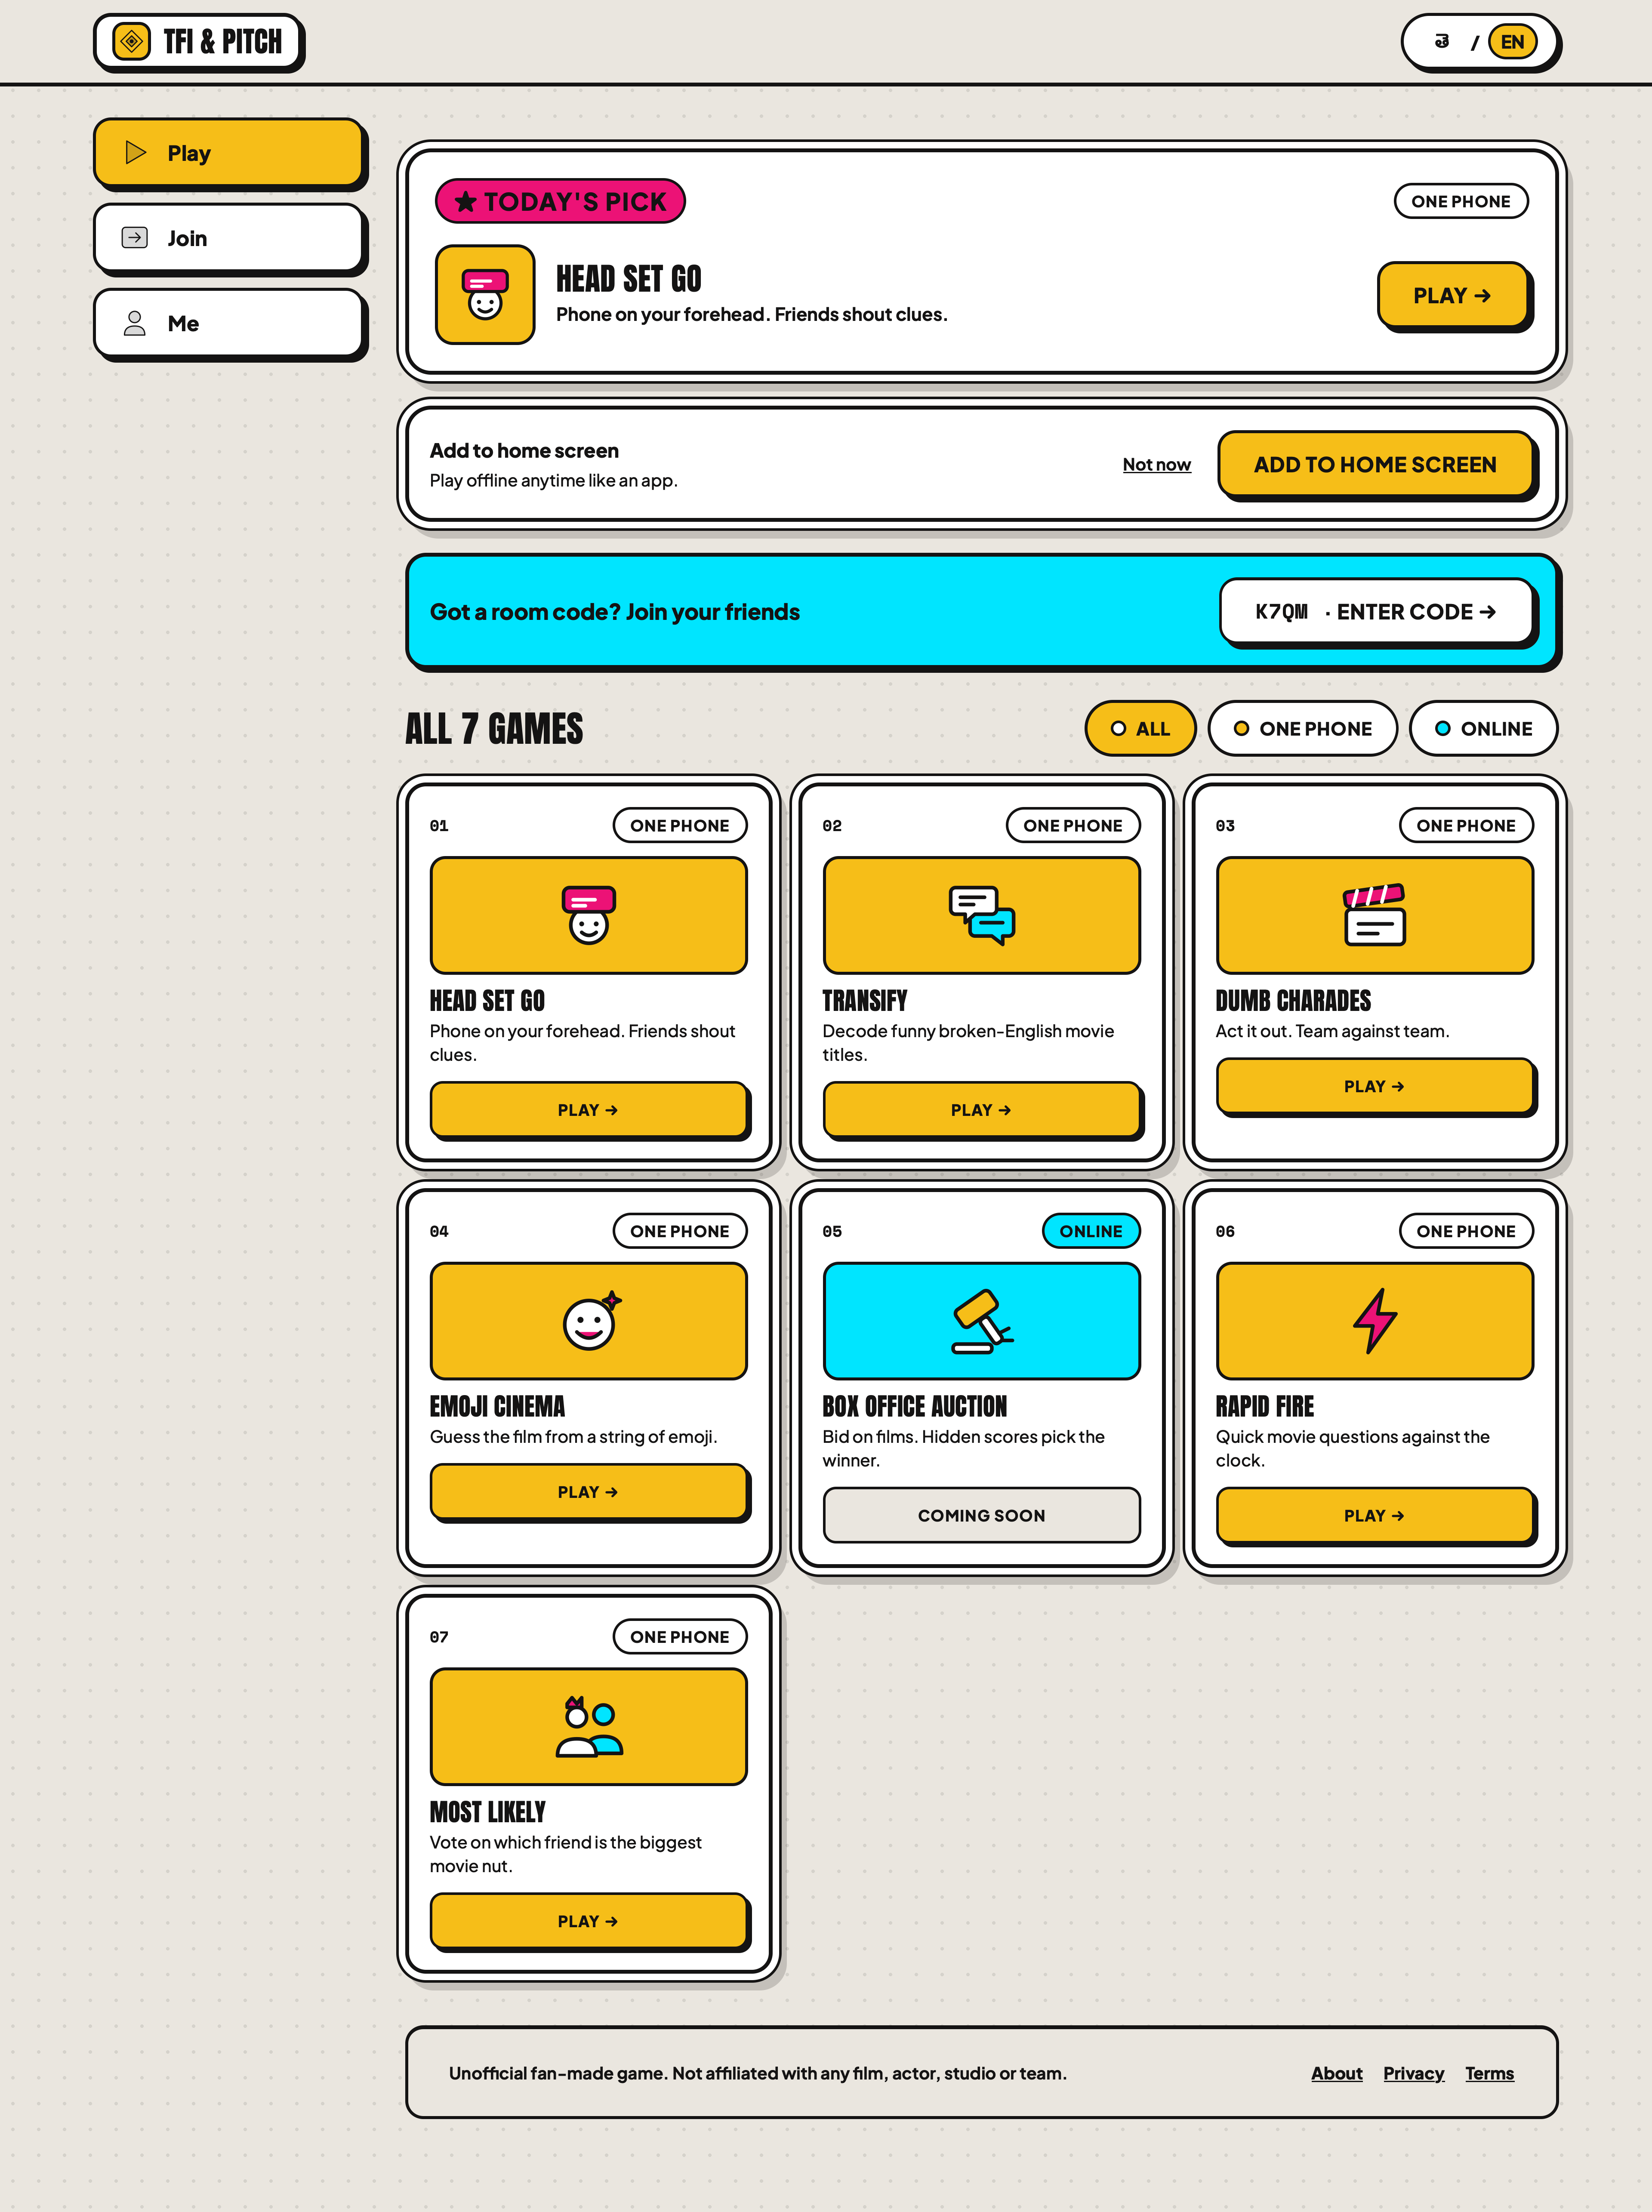 TFI & PITCH
తె / EN
Play
Join
Me
★ TODAY'S PICK
ONE PHONE
HEAD SET GO
Phone on your forehead. Friends shout clues.
PLAY →
Add to home screen
Play offline anytime like an app.
Not now
ADD TO HOME SCREEN
Got a room code? Join your friends
K7QM · ENTER CODE →
ALL 7 GAMES
ALL
ONE PHONE
ONLINE
01
ONE PHONE
HEAD SET GO
Phone on your forehead. Friends shout
clues.
PLAY →
02
ONE PHONE
TRANSIFY
Decode funny broken-English movie
titles.
PLAY →
03
ONE PHONE
DUMB CHARADES
Act it out. Team against team.
PLAY →
04
ONE PHONE
EMOJI CINEMA
Guess the film from a string of emoji.
PLAY →
05
ONLINE
BOX OFFICE AUCTION
Bid on films. Hidden scores pick the
winner.
COMING SOON
06
ONE PHONE
RAPID FIRE
Quick movie questions against the
clock.
PLAY →
07
ONE PHONE
MOST LIKELY
Vote on which friend is the biggest
movie nut.
PLAY →
Unofficial fan-made game. Not affiliated with any film, actor, studio or team.
About Privacy Terms